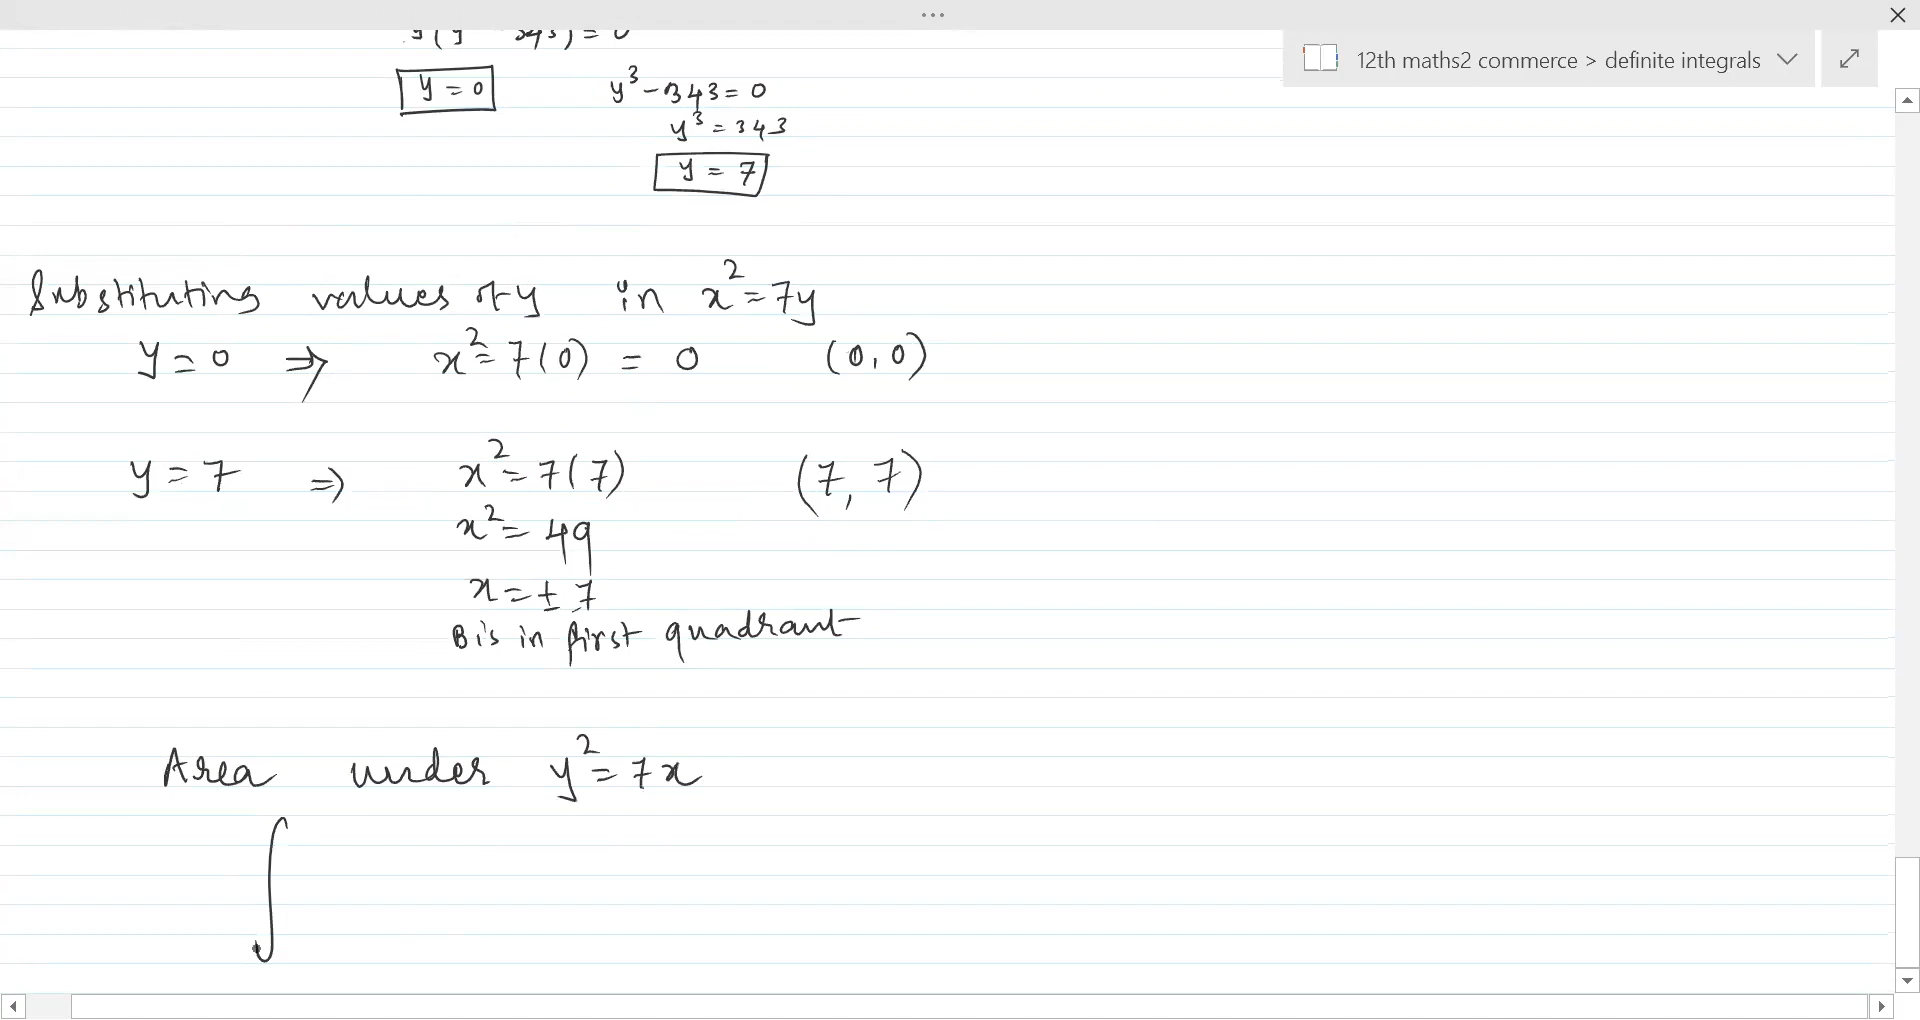 12th maths2 commerce > definite integrals
y = 0
y³ - 343 = 0
y³ = 343
y = 7
Substituting values of y in x² = 7y
y = 0 ⇒ x² = 7(0) = 0 (0, 0)
y = 7 ⇒ x² = 7(7) (7, 7)
x² = 49
x = ± 7
B is in first quadrant
Area under y² = 7x
∫